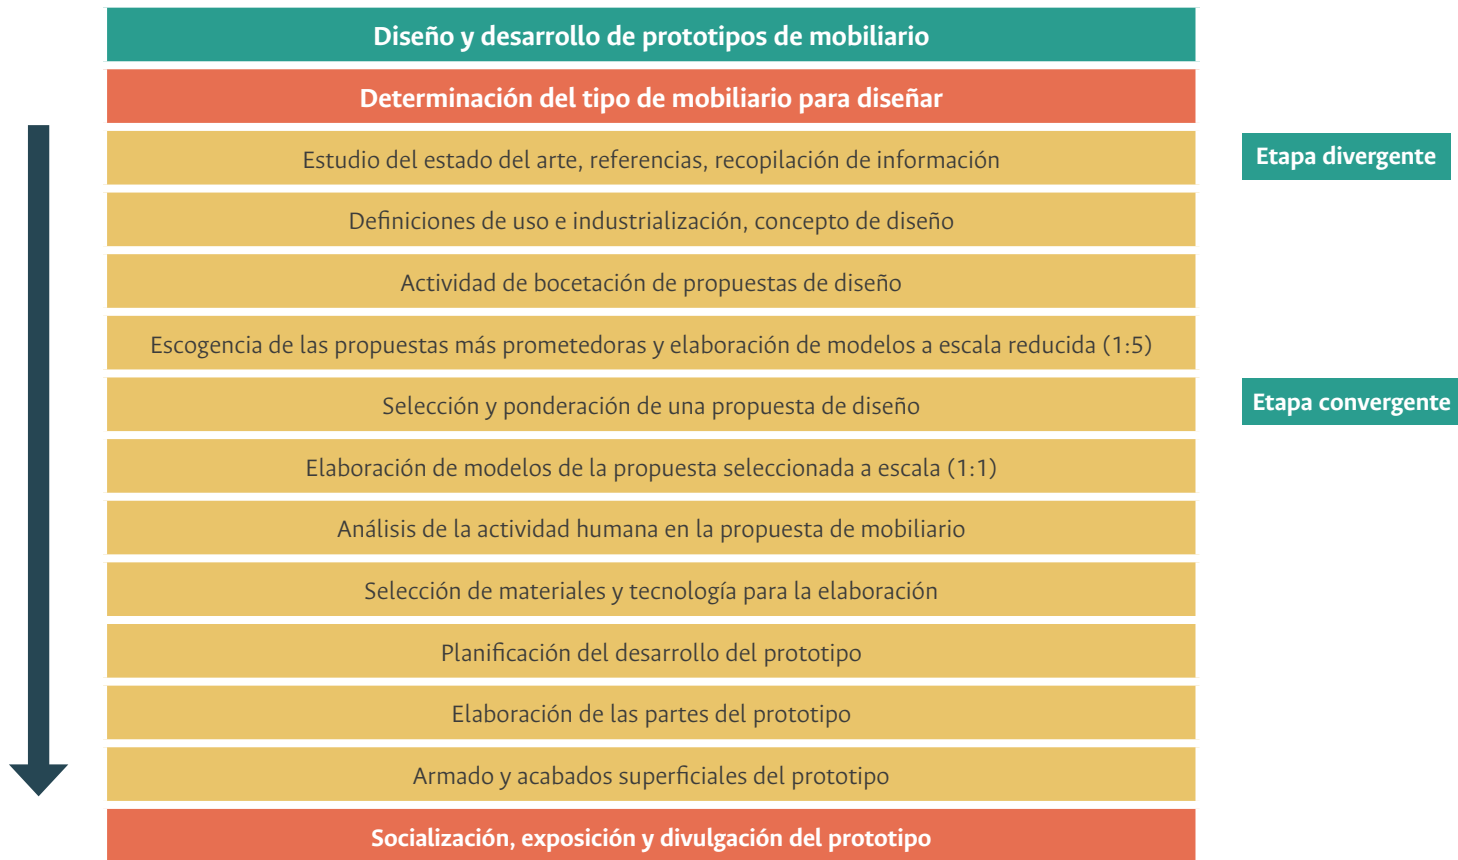 Diseño y desarrollo de prototipos de mobiliario
Determinación del tipo de mobiliario para diseñar
Estudio del estado del arte, referencias, recopilación de información
Etapa divergente
Definiciones de uso e industrialización, concepto de diseño
Actividad de bocetación de propuestas de diseño
Escogencia de las propuestas más prometedoras y elaboración de modelos a escala reducida (1:5)
Selección y ponderación de una propuesta de diseño
Etapa convergente
Elaboración de modelos de la propuesta seleccionada a escala (1:1)
Análisis de la actividad humana en la propuesta de mobiliario
Selección de materiales y tecnología para la elaboración
Planificación del desarrollo del prototipo
Elaboración de las partes del prototipo
Armado y acabados superficiales del prototipo
Socialización, exposición y divulgación del prototipo